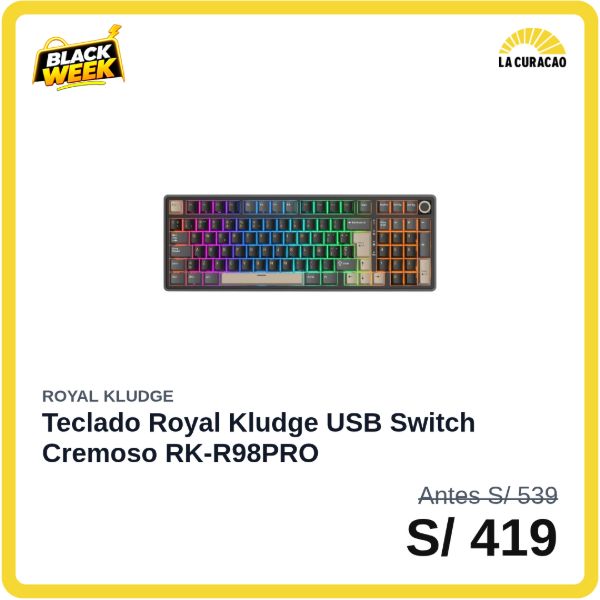 BLACK
WEEK
LA CURACAO
ROYAL KLUDGE
Teclado Royal Kludge USB Switch
Cremoso RK-R98PRO
Antes S/ 539
S/ 419